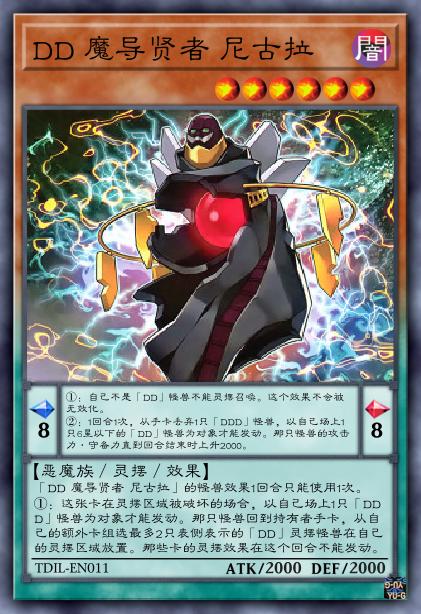 DD 魔导贤者 尼古拉
闇
①：自己不是「DD」怪兽不能灵摆召唤。这个效果不会被
无效化。
②：1回合1次，从手卡丢弃1只「DDD」怪兽，以自己场上1
只6星以下的「DD」怪兽为对象才能发动。那只怪兽的攻击
力·守备力直到回合结束时上升2000。
8
8
【恶魔族／灵摆／效果】
「DD 魔导贤者 尼古拉」的怪兽效果1回合只能使用1次。
①：这张卡在灵摆区域被破坏的场合，以自己场上1只「DD
D」怪兽为对象才能发动。那只怪兽回到持有者手卡，从自
己的额外卡组选最多2只表侧表示的「DD」灵摆怪兽在自己
的灵摆区域放置。那些卡的灵摆效果在这个回合不能发动。
TDIL-EN011
ATK/2000 DEF/2000